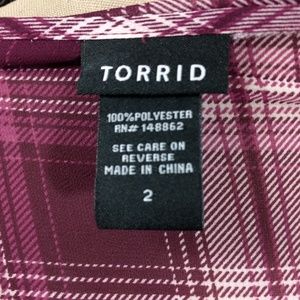 TORRID
100%POLYESTER
RN# 148862
SEE CARE ON
REVERSE
MADE IN CHINA
2